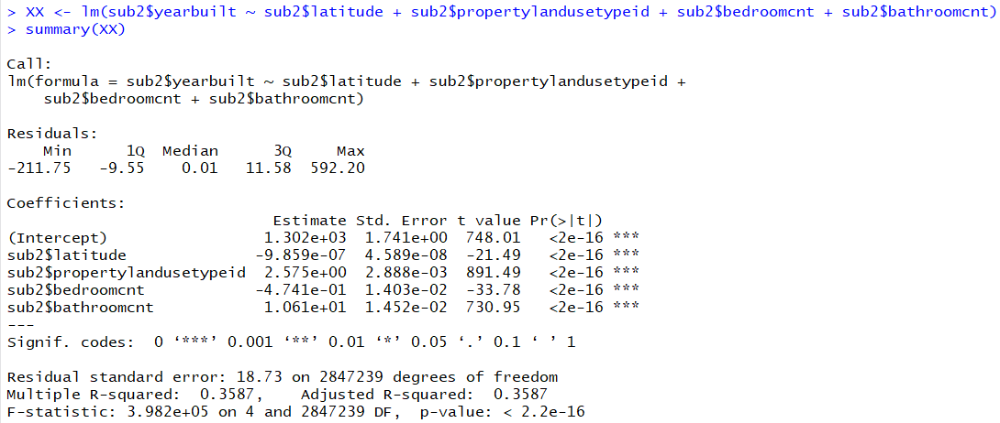 > XX <- lm(sub2$yearbuilt ~ sub2$latitude + sub2$propertylandusetypeid + sub2$bedroomcnt + sub2$bathroomcnt)
> summary(XX)

Call:
lm(formula = sub2$yearbuilt ~ sub2$latitude + sub2$propertylandusetypeid +
    sub2$bedroomcnt + sub2$bathroomcnt)

Residuals:
    Min      1Q  Median      3Q     Max
-211.75   -9.55    0.01   11.58  592.20

Coefficients:
                             Estimate Std. Error t value Pr(>|t|)
(Intercept)                 1.302e+03  1.741e+00  748.01   <2e-16 ***
sub2$latitude              -9.859e-07  4.589e-08  -21.49   <2e-16 ***
sub2$propertylandusetypeid  2.575e+00  2.888e-03  891.49   <2e-16 ***
sub2$bedroomcnt            -4.741e-01  1.403e-02  -33.78   <2e-16 ***
sub2$bathroomcnt            1.061e+01  1.452e-02  730.95   <2e-16 ***
---
Signif. codes:  0 ‘***’ 0.001 ‘**’ 0.01 ‘*’ 0.05 ‘.’ 0.1 ‘ ’ 1

Residual standard error: 18.73 on 2847239 degrees of freedom
Multiple R-squared:  0.3587,    Adjusted R-squared:  0.3587
F-statistic: 3.982e+05 on 4 and 2847239 DF,  p-value: < 2.2e-16